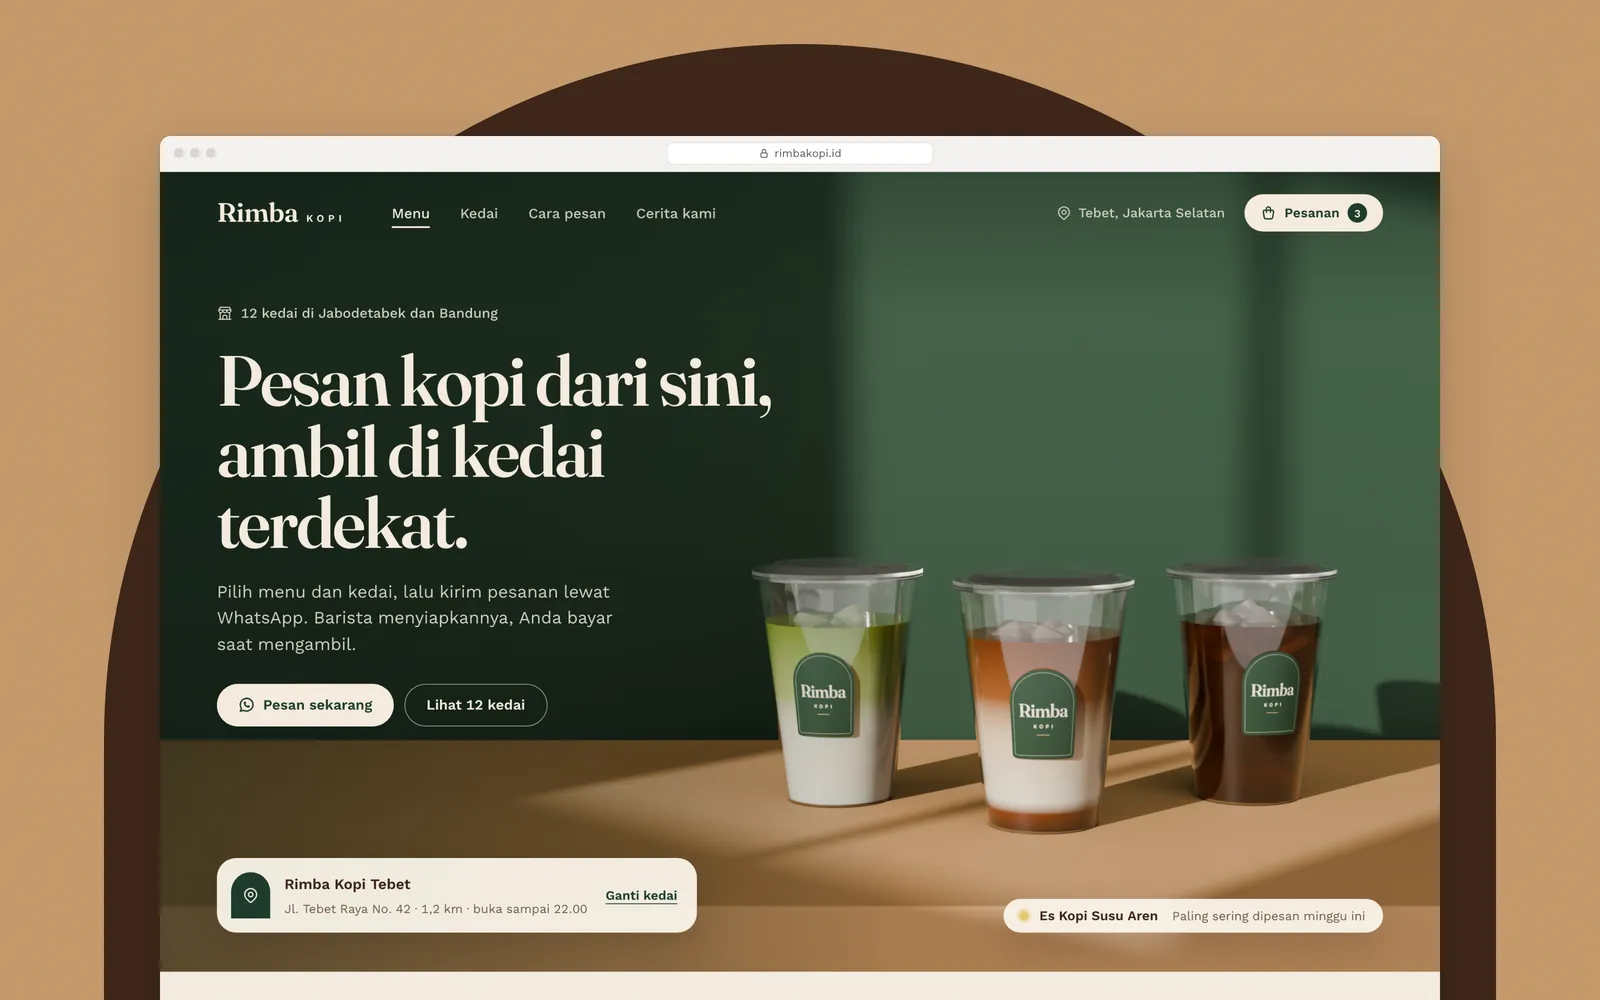 rimbakopi.id
Rimba KOPI
Menu
Kedai
Cara pesan
Cerita kami
Tebet, Jakarta Selatan
Pesanan 3
12 kedai di Jabodetabek dan Bandung
Pesan kopi dari sini,
ambil di kedai
terdekat.
Pilih menu dan kedai, lalu kirim pesanan lewat
WhatsApp. Barista menyiapkannya, Anda bayar
saat mengambil.
Pesan sekarang
Lihat 12 kedai
Rimba
KOPI
Rimba
KOPI
Rimba
KOPI
Rimba Kopi Tebet
Jl. Tebet Raya No. 42 · 1,2 km · buka sampai 22.00
Ganti kedai
Es Kopi Susu Aren Paling sering dipesan minggu ini